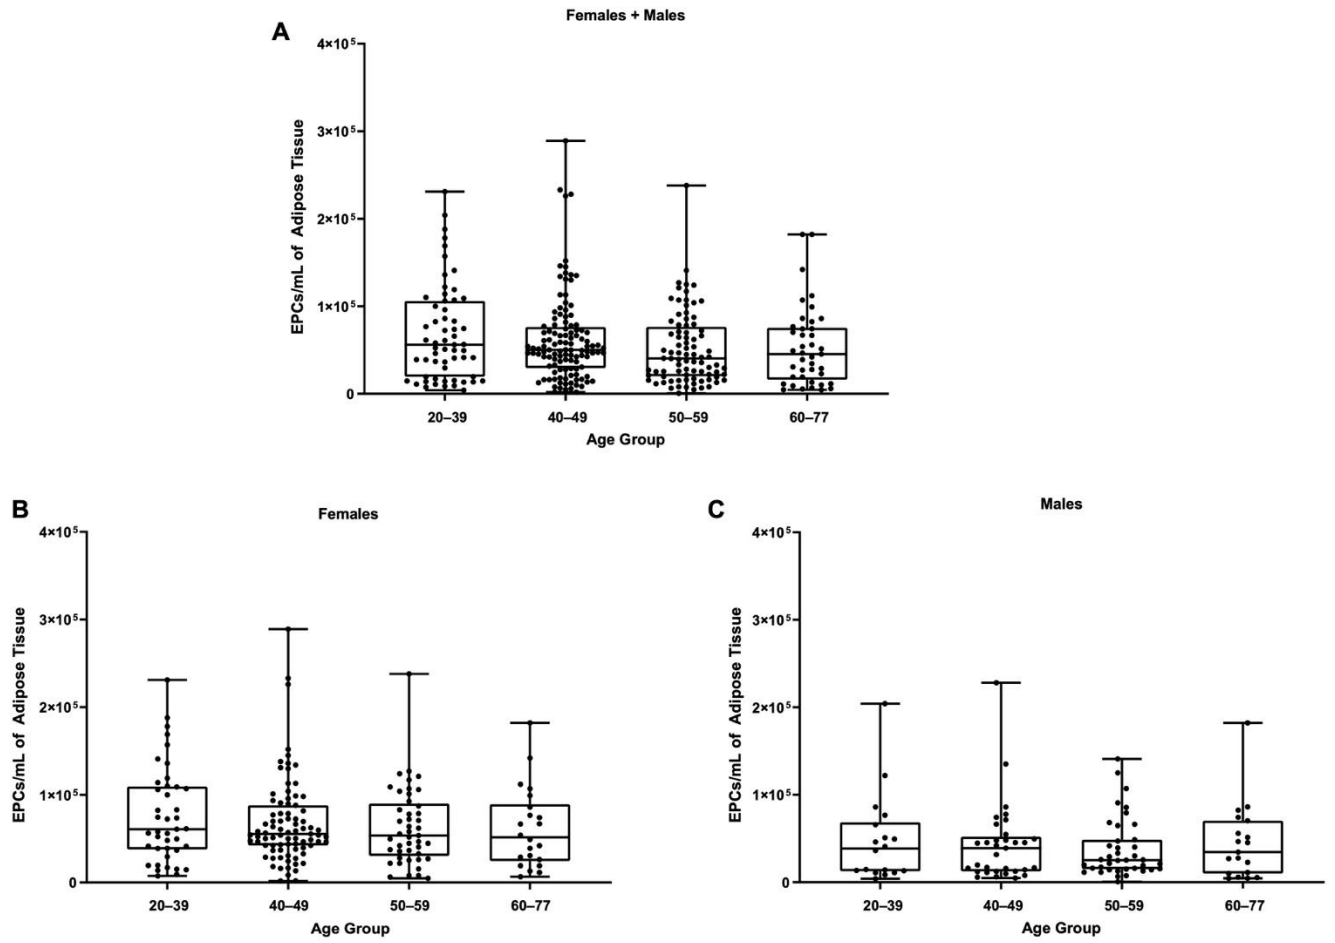 Females + Males
A
4×10⁵
3×10⁵
2×10⁵
1×10⁵
0
EPCs/mL of Adipose Tissue
20–39 40–49 50–59 60–77
Age Group
B
Females
4×10⁵
3×10⁵
2×10⁵
1×10⁵
0
EPCs/mL of Adipose Tissue
20–39 40–49 50–59 60–77
Age Group
C
Males
4×10⁵
3×10⁵
2×10⁵
1×10⁵
0
EPCs/mL of Adipose Tissue
20–39 40–49 50–59 60–77
Age Group